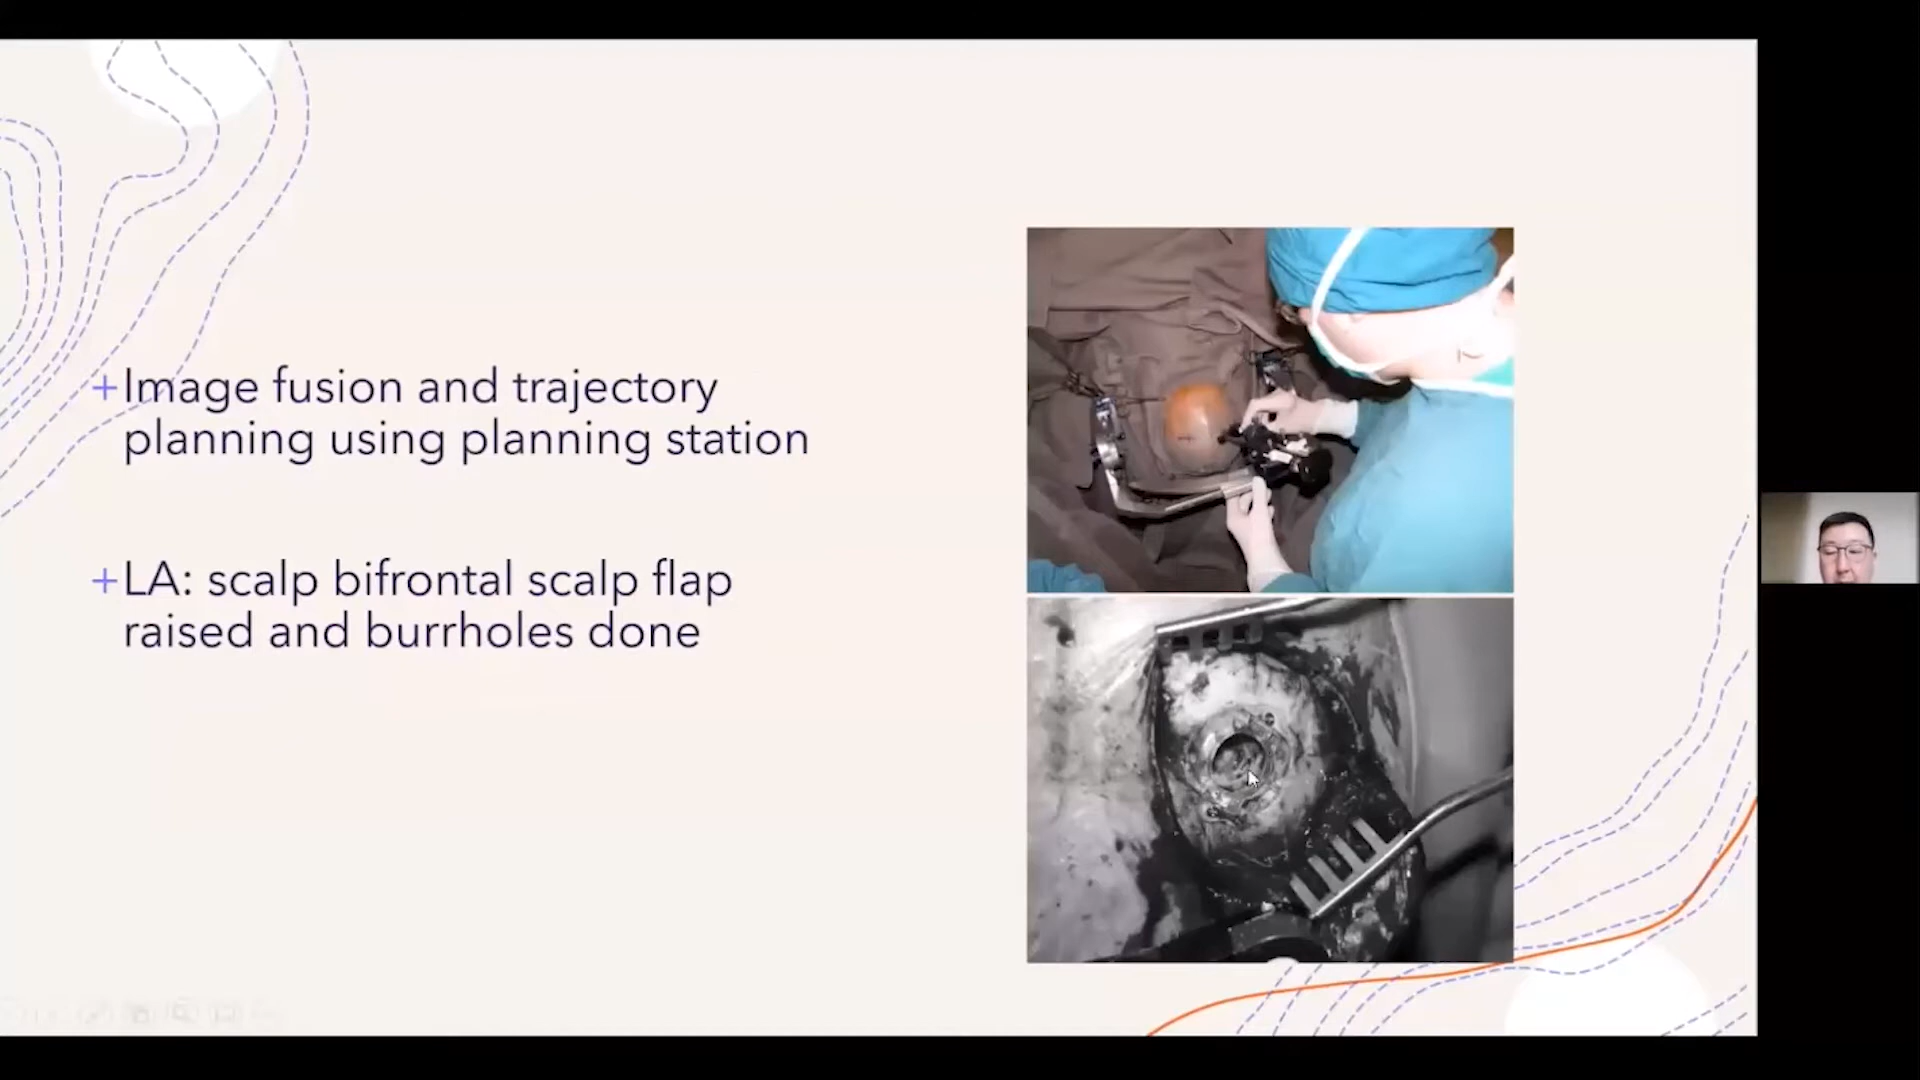 +Image fusion and trajectory
planning using planning station
+LA: scalp bifrontal scalp flap
raised and burrholes done